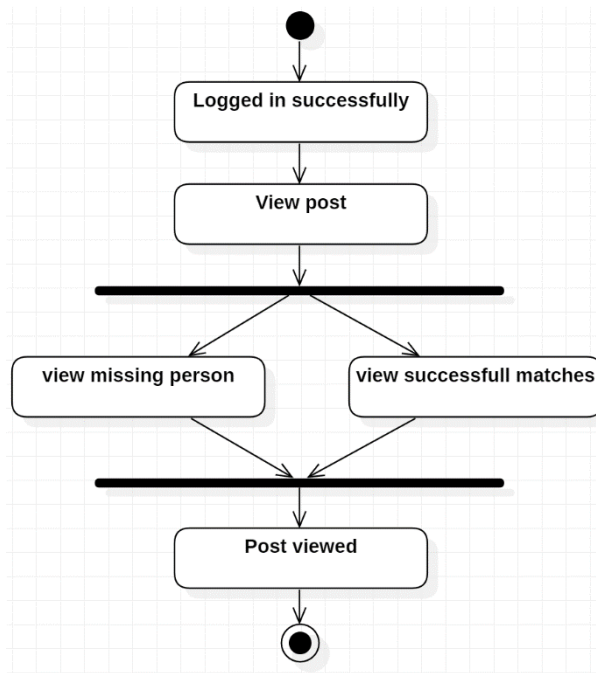 Logged in successfully
View post
view missing person
view successfull matches
Post viewed